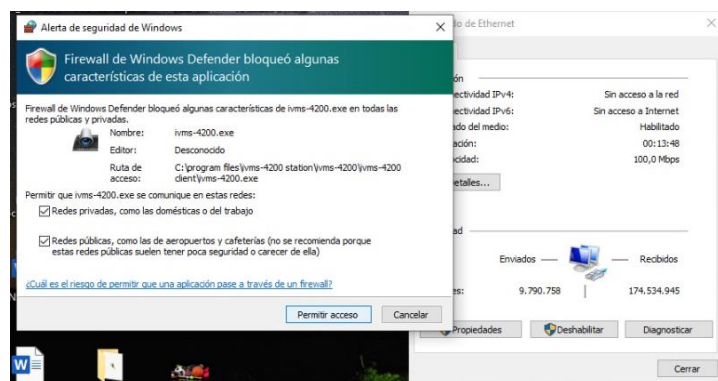 Alerta de seguridad de Windows
Firewall de Windows Defender bloqueó algunas
características de esta aplicación
Firewall de Windows Defender bloqueó algunas características de ivms-4200.exe en todas las
redes públicas y privadas.
Nombre: ivms-4200.exe
Editor: Desconocido
Ruta de acceso: C:\program files\ivms-4200 station\ivms-4200\ivms-4200
client\ivms-4200.exe
Permitir que ivms-4200.exe se comunique en estas redes:
Redes privadas, como las domésticas o del trabajo
Redes públicas, como las de aeropuertos y cafeterías (no se recomienda porque
estas redes públicas suelen tener poca seguridad o carecer de ella)
¿Cuál es el riesgo de permitir que una aplicación pase a través de un firewall?
Permitir acceso Cancelar
do de Ethernet
ón
ectividad IPv4: Sin acceso a la red
ectividad IPv6: Sin acceso a Internet
ado del medio: Habilitado
ación: 00:13:48
ocidad: 100,0 Mbps
etalles...
ad
Enviados — — Recibidos
es: 9.790.758 | 174.534.945
Propiedades Deshabilitar Diagnosticar
Cerrar